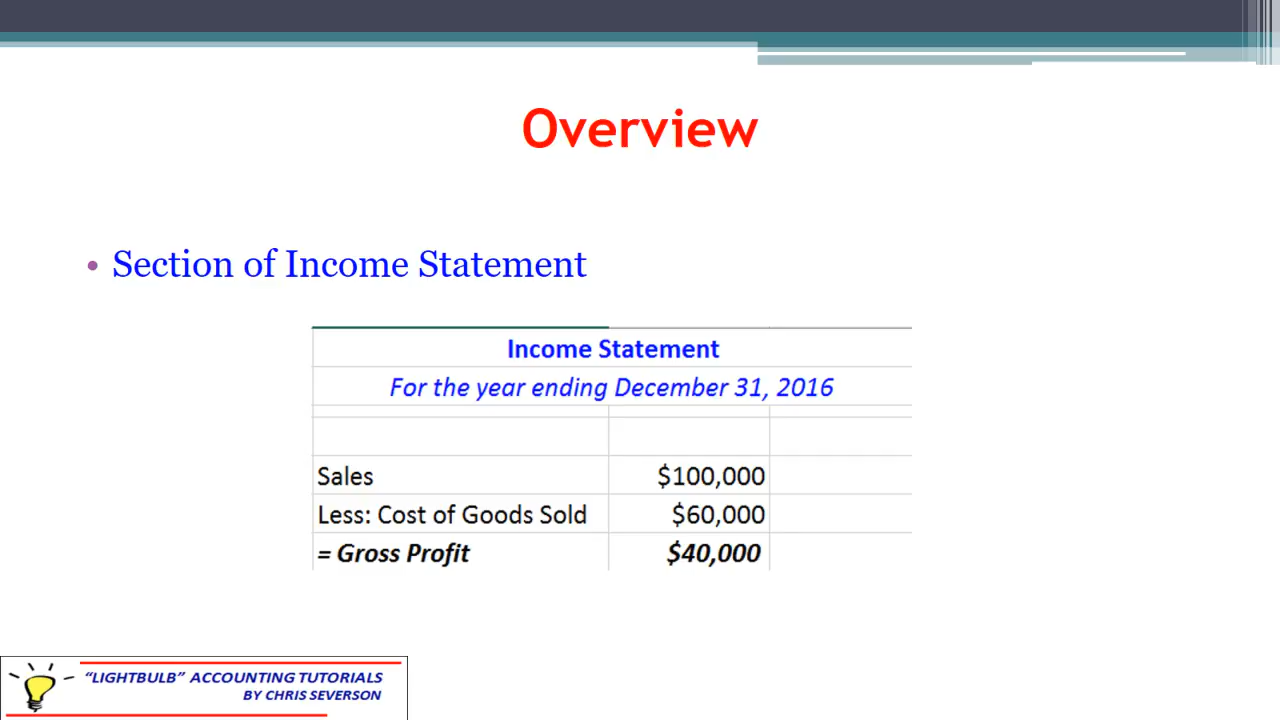 Overview
• Section of Income Statement
Income Statement
For the year ending December 31, 2016
Sales $100,000
Less: Cost of Goods Sold $60,000
= Gross Profit $40,000
“LIGHTBULB” ACCOUNTING TUTORIALS
BY CHRIS SEVERSON